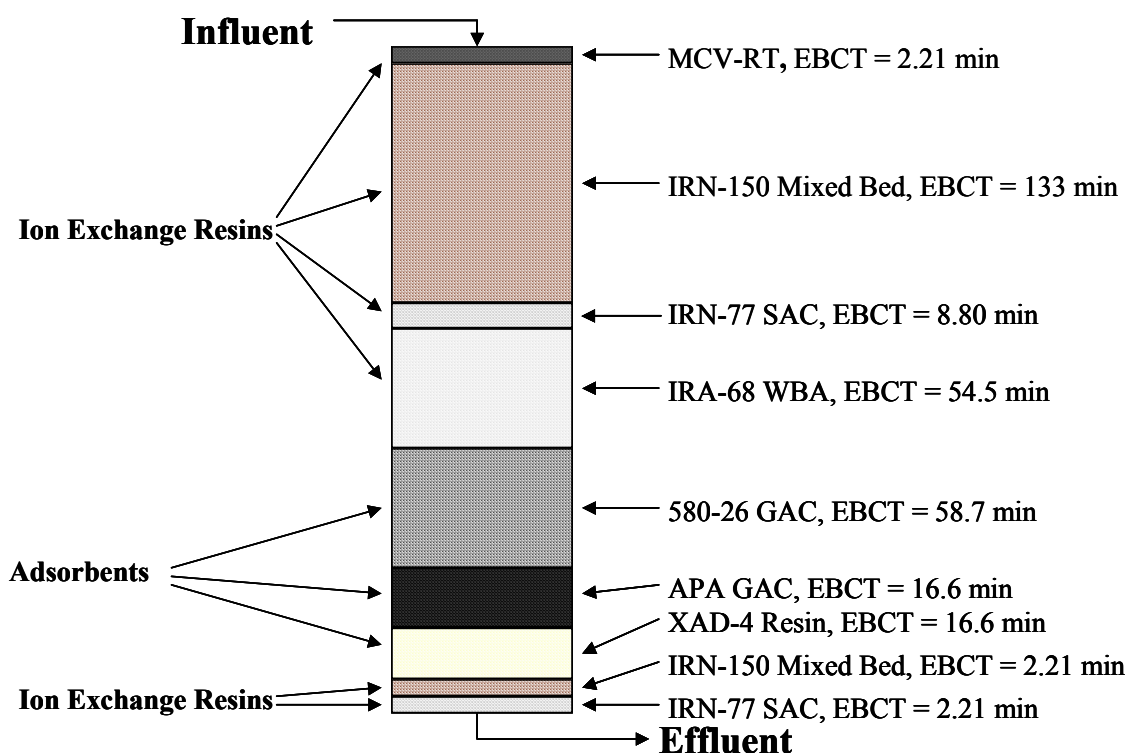 Influent
MCV-RT, EBCT = 2.21 min
IRN-150 Mixed Bed, EBCT = 133 min
Ion Exchange Resins
IRN-77 SAC, EBCT = 8.80 min
IRA-68 WBA, EBCT = 54.5 min
580-26 GAC, EBCT = 58.7 min
Adsorbents
APA GAC, EBCT = 16.6 min
XAD-4 Resin, EBCT = 16.6 min
IRN-150 Mixed Bed, EBCT = 2.21 min
Ion Exchange Resins
IRN-77 SAC, EBCT = 2.21 min
Effluent